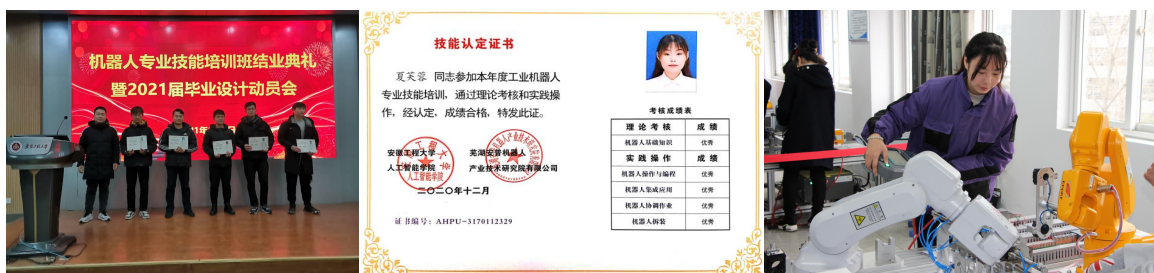 机器人专业技能培训班结业典礼
暨2021届毕业设计动员会
技能认定证书
夏芙蓉 同志参加本年度工业机器人
专业技能培训,通过理论考核和实践操
作,经认定,成绩合格,特发此证。
安徽工程大学
人工智能学院
芜湖安普机器人
产业技术研究院有限公司
二〇二〇年十二月
证书编号:AHPU-3170112329
考核成绩表
理论考核 成绩
机器人基础知识 优秀
实践操作 成绩
机器人操作与编程 优秀
机器人集成应用 优秀
机器人协调作业 优秀
机器人拆装 优秀